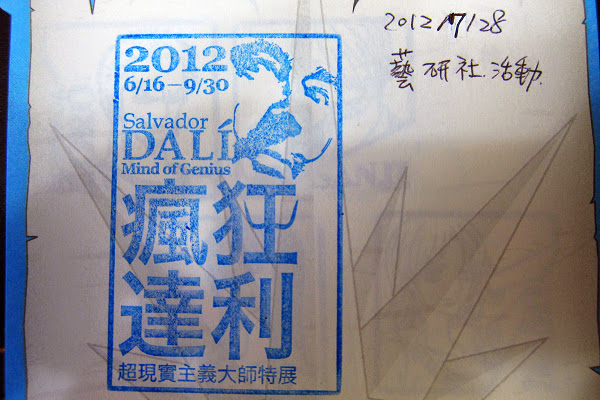 2012/7/28
藝研社.活動.
2012
6/16－9/30
Salvador
DALÍ
Mind of Genius
瘋狂
達利
超現實主義大師特展